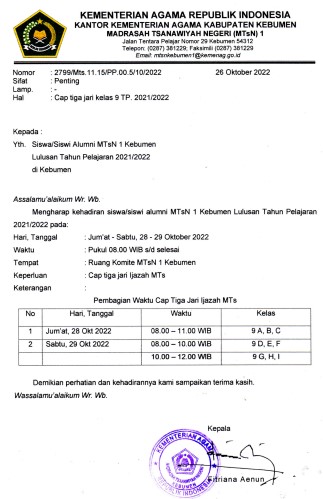 KEMENTERIAN AGAMA REPUBLIK INDONESIA
KANTOR KEMENTERIAN AGAMA KABUPATEN KEBUMEN
MADRASAH TSANAWIYAH NEGERI (MTsN) 1
Jalan Tentara Pelajar Nomor 29 Kebumen 54312
Telepon: (0287) 381229; Faksimili (0287) 381229
Email: mtsnkebumen1@kemenag.go.id
Nomor : 2799/Mts.11.15/PP.00.5/10/2022 26 Oktober 2022
Sifat : Penting
Lamp. : -
Hal : Cap tiga jari kelas 9 TP. 2021/2022
Kepada :
Yth. Siswa/Siswi Alumni MTsN 1 Kebumen
Lulusan Tahun Pelajaran 2021/2022
di Kebumen
Assalamu'alaikum Wr. Wb.
Mengharap kehadiran siswa/siswi alumni MTsN 1 Kebumen Lulusan Tahun Pelajaran
2021/2022 pada:
Hari, Tanggal : Jum'at - Sabtu, 28 - 29 Oktober 2022
Waktu : Pukul 08.00 WIB s/d selesai
Tempat : Ruang Komite MTsN 1 Kebumen
Keperluan : Cap tiga jari Ijazah MTs
Keterangan :
Pembagian Waktu Cap Tiga Jari Ijazah MTs
No Hari, Tanggal Waktu Kelas
1 Jum'at, 28 Okt 2022 08.00 – 11.00 WIB 9 A, B, C
2 Sabtu, 29 Okt 2022 08.00 – 10.00 WIB 9 D, E, F
10.00 – 12.00 WIB 9 G, H, I
Demikian perhatian dan kehadirannya kami sampaikan terima kasih.
Wassalamu'alaikum Wr. Wb.
Kepala
KEMENTERIAN AGAMA
KEBUMEN
REPUBLIK INDONESIA
Fitriana Aenun